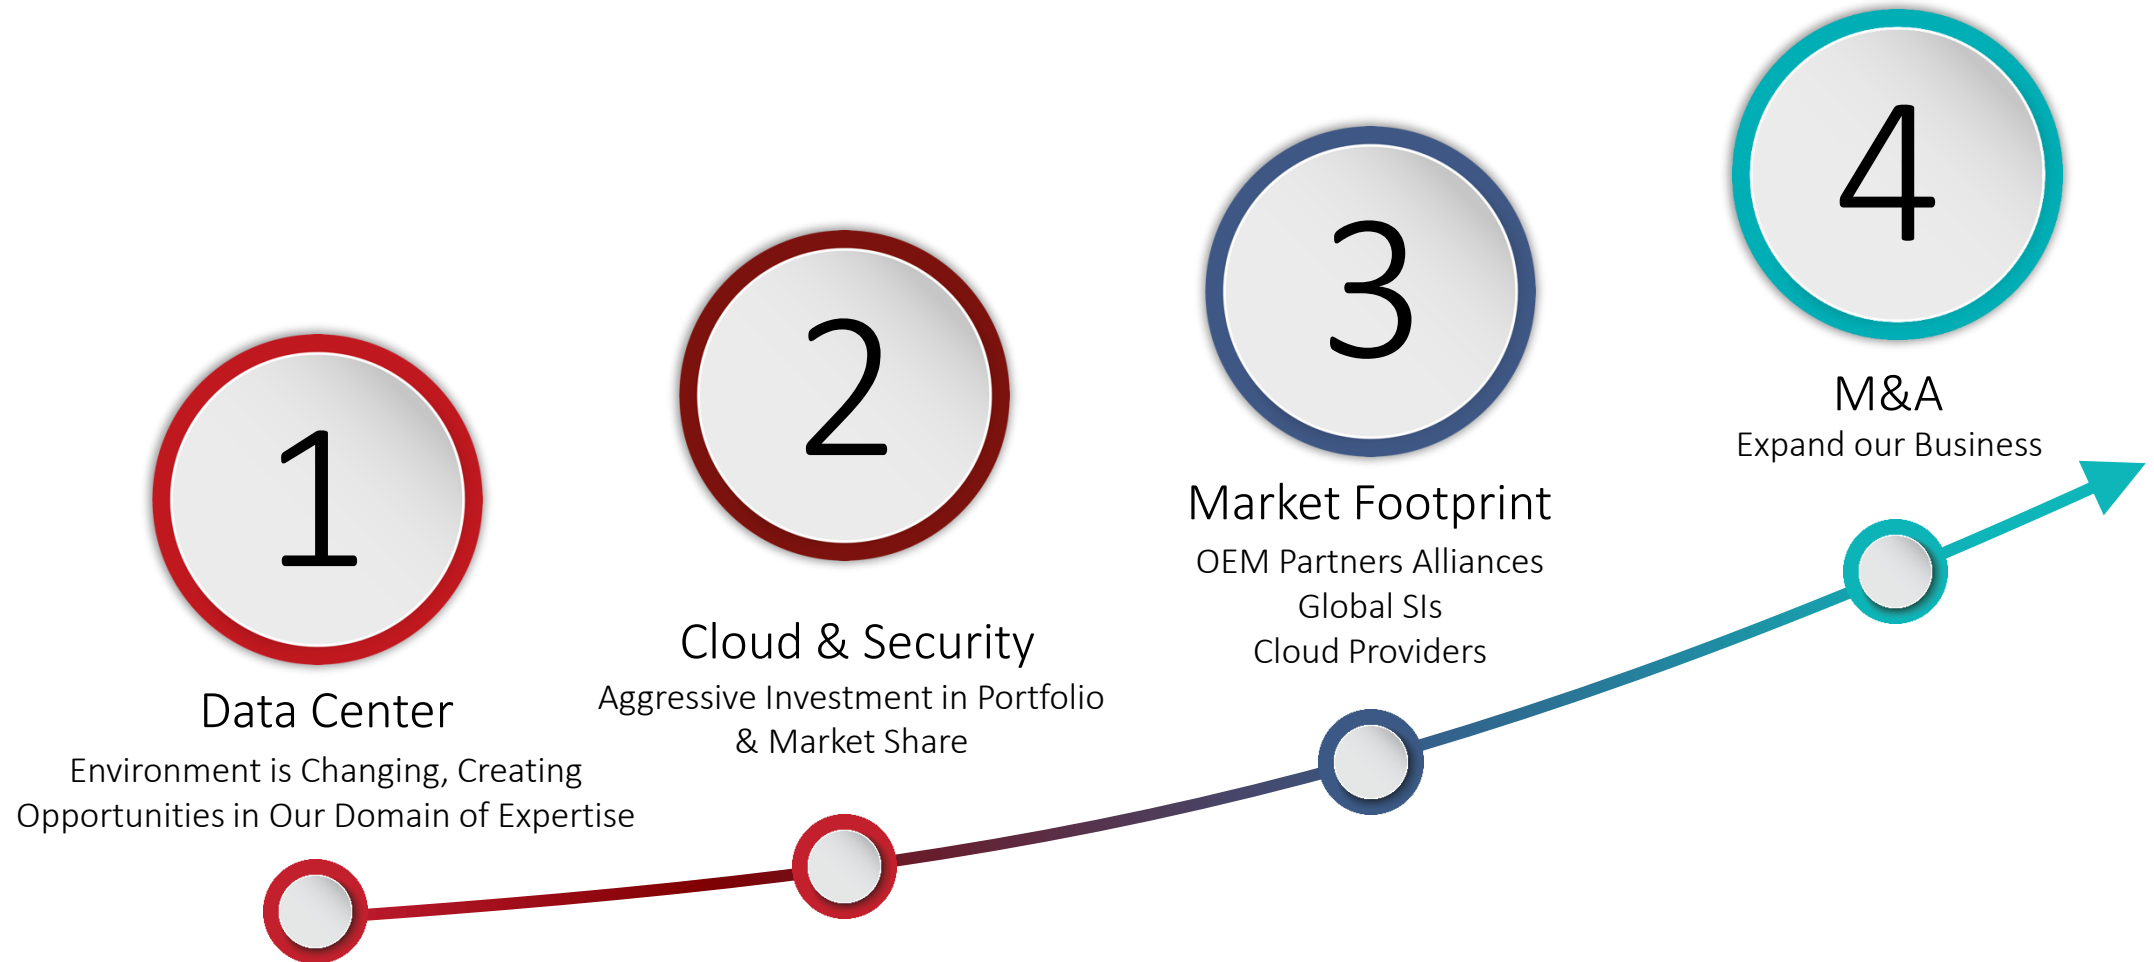 1
Data Center
Environment is Changing, Creating
Opportunities in Our Domain of Expertise
2
Cloud & Security
Aggressive Investment in Portfolio
& Market Share
3
Market Footprint
OEM Partners Alliances
Global SIs
Cloud Providers
4
M&A
Expand our Business